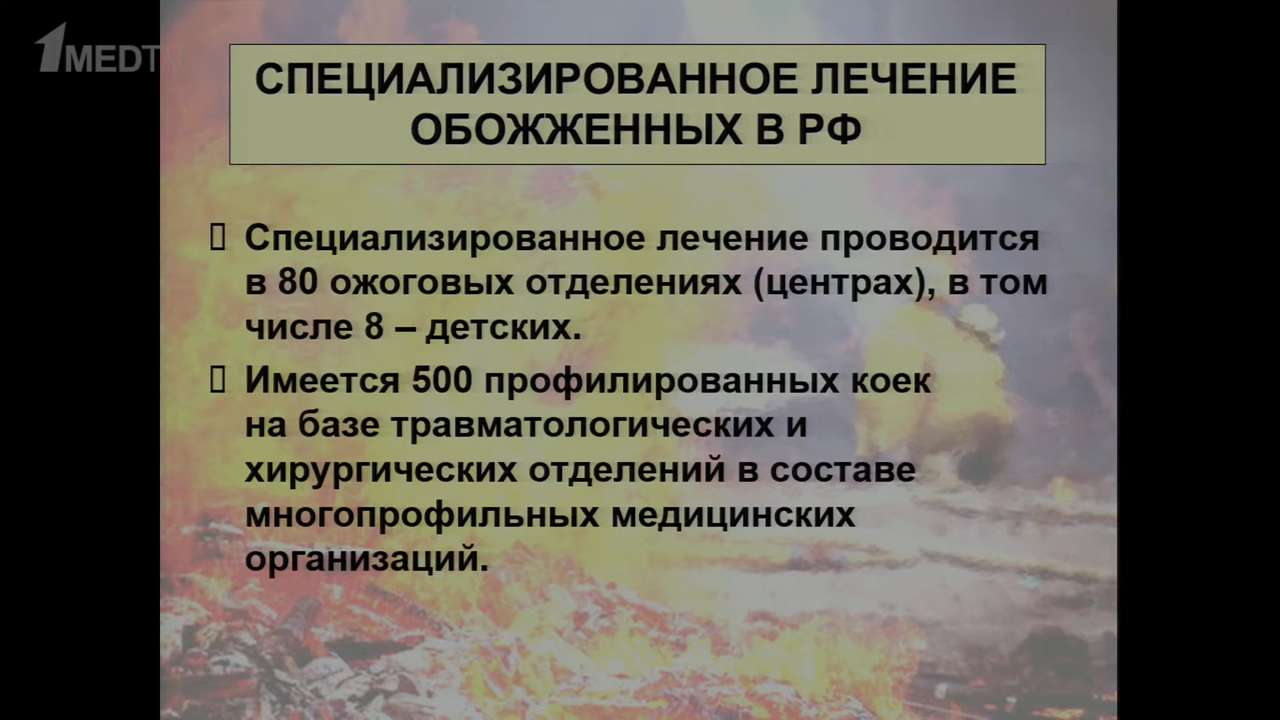 1MEDTV
СПЕЦИАЛИЗИРОВАННОЕ ЛЕЧЕНИЕ
ОБОЖЖЕННЫХ В РФ
Специализированное лечение проводится
в 80 ожоговых отделениях (центрах), в том
числе 8 – детских.
Имеется 500 профилированных коек
на базе травматологических и
хирургических отделений в составе
многопрофильных медицинских
организаций.